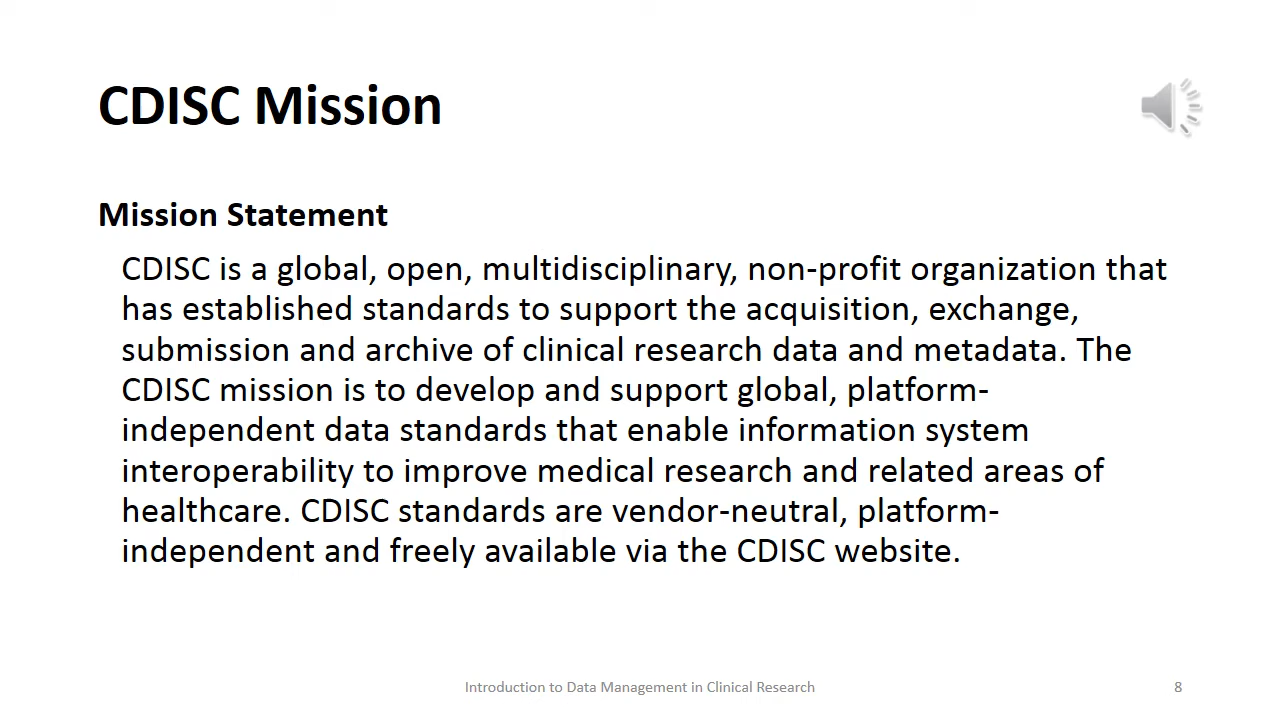 CDISC Mission
Mission Statement
CDISC is a global, open, multidisciplinary, non-profit organization that
has established standards to support the acquisition, exchange,
submission and archive of clinical research data and metadata. The
CDISC mission is to develop and support global, platform-
independent data standards that enable information system
interoperability to improve medical research and related areas of
healthcare. CDISC standards are vendor-neutral, platform-
independent and freely available via the CDISC website.
Introduction to Data Management in Clinical Research
8